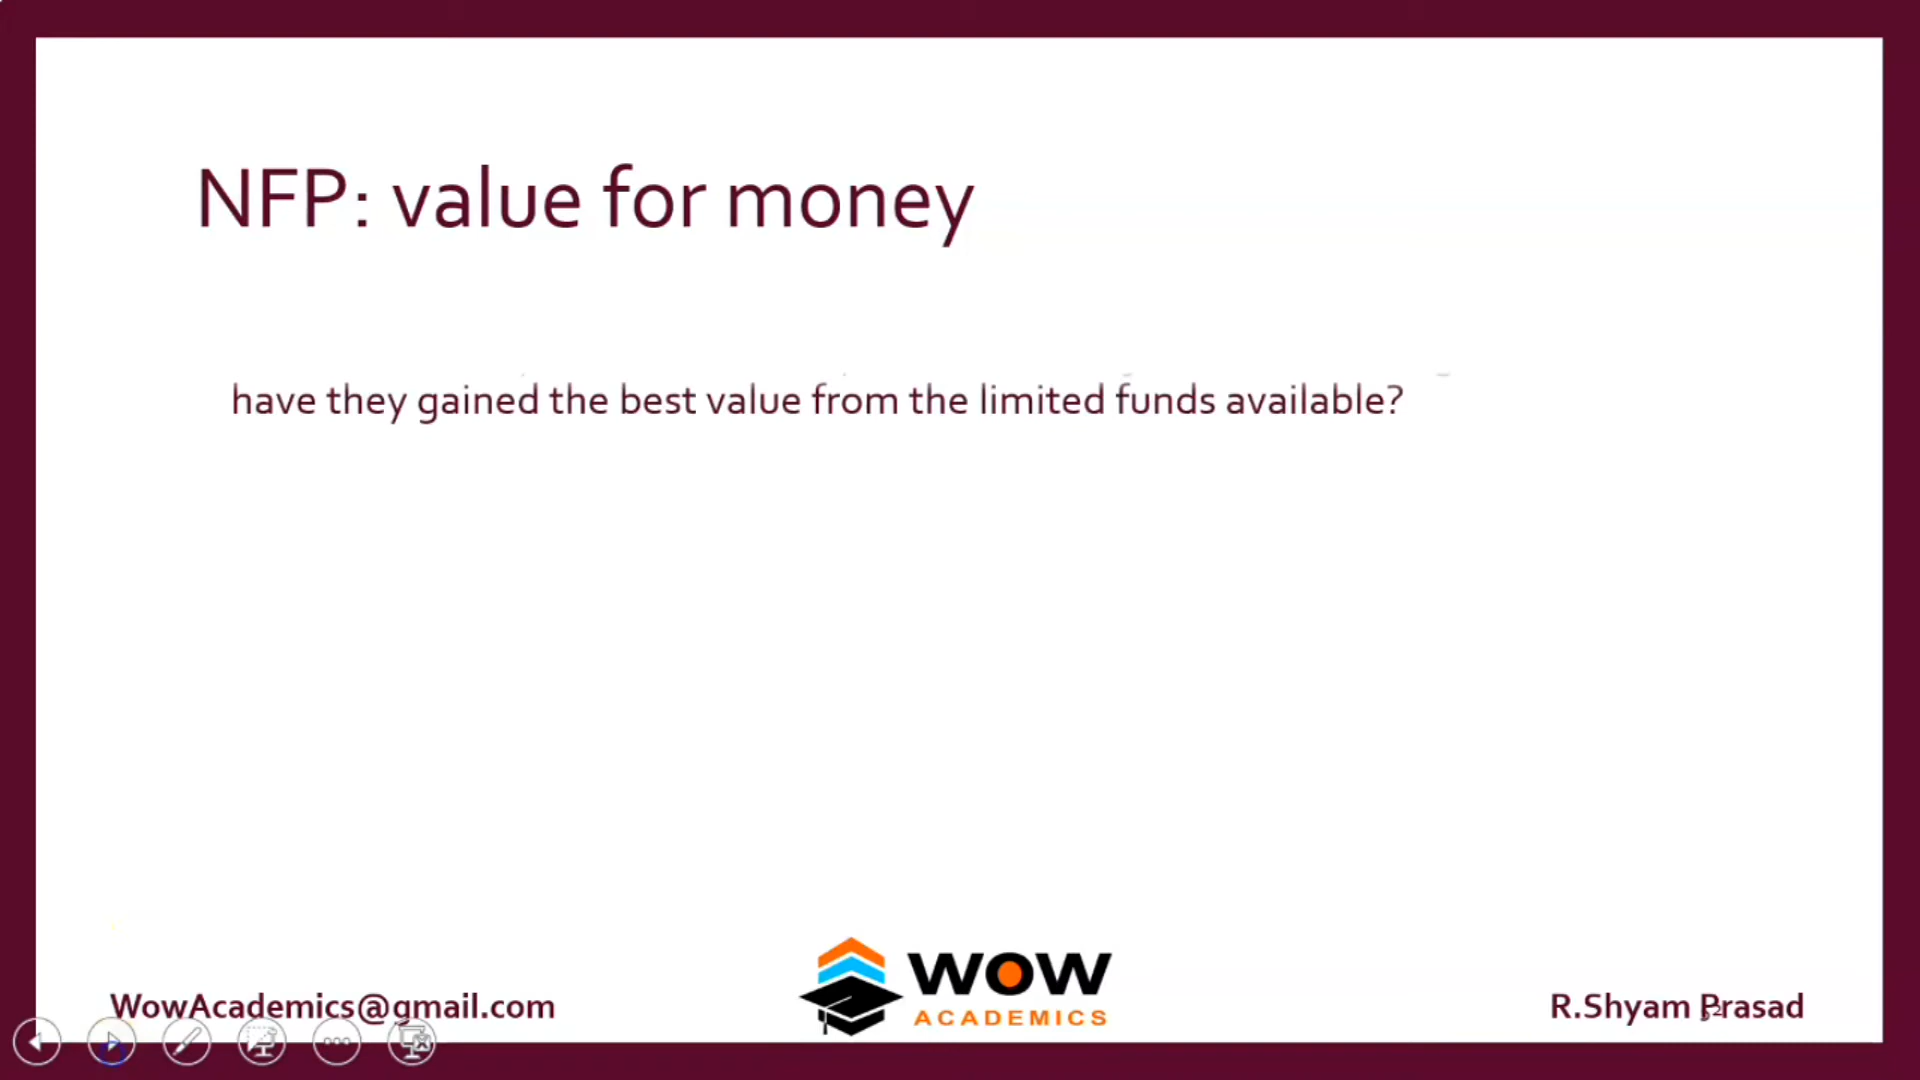 NFP: value for money
have they gained the best value from the limited funds available?
WowAcademics@gmail.com
WOW
ACADEMICS
R.Shyam Prasad